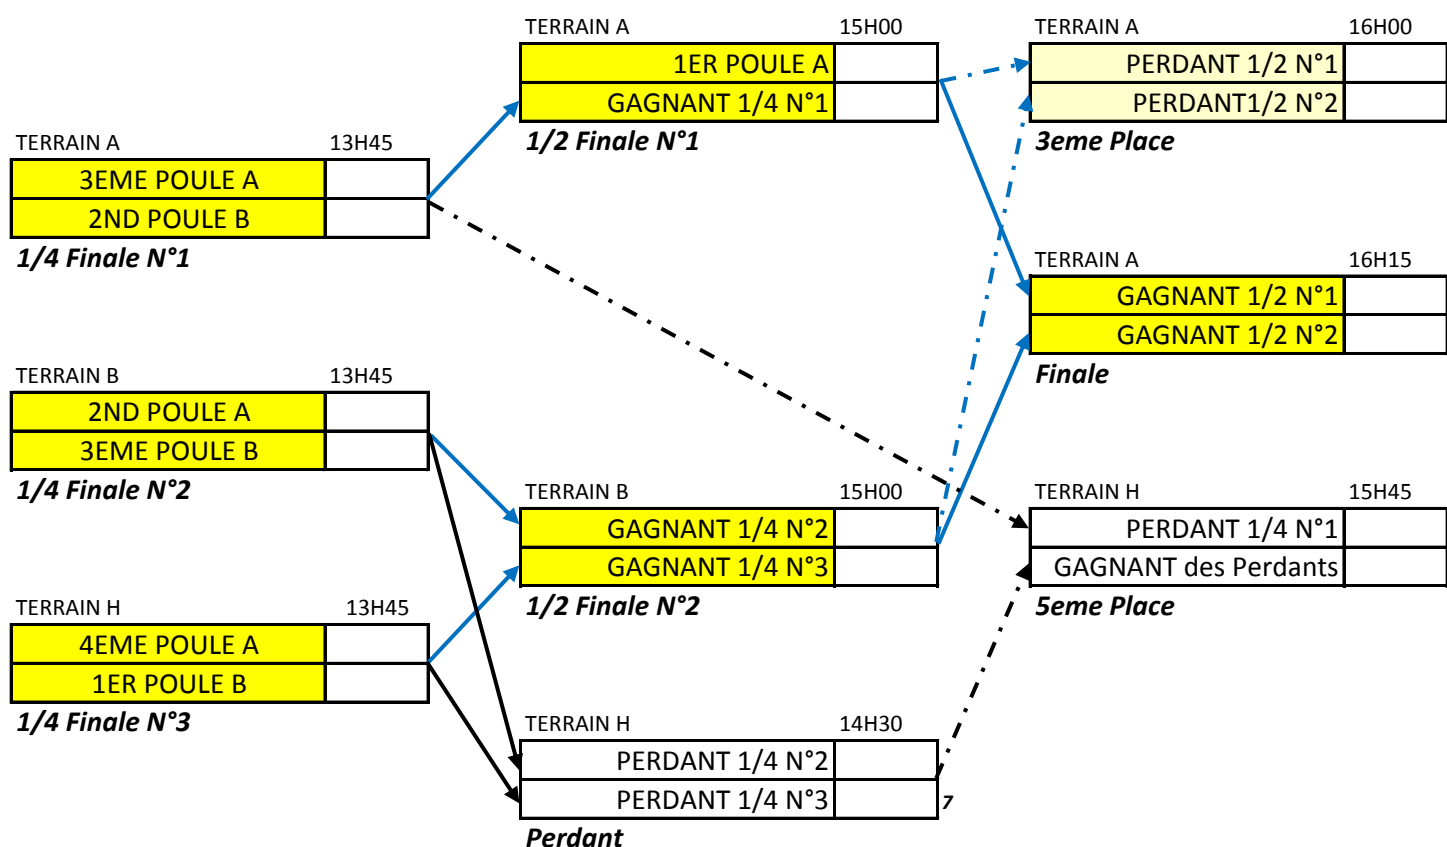 TERRAIN A 15H00
1ER POULE A
GAGNANT 1/4 N°1
1/2 Finale N°1
TERRAIN A 16H00
PERDANT 1/2 N°1
PERDANT1/2 N°2
3eme Place
TERRAIN A 13H45
3EME POULE A
2ND POULE B
1/4 Finale N°1
TERRAIN A 16H15
GAGNANT 1/2 N°1
GAGNANT 1/2 N°2
Finale
TERRAIN B 13H45
2ND POULE A
3EME POULE B
1/4 Finale N°2
TERRAIN B 15H00
GAGNANT 1/4 N°2
GAGNANT 1/4 N°3
1/2 Finale N°2
TERRAIN H 15H45
PERDANT 1/4 N°1
GAGNANT des Perdants
5eme Place
TERRAIN H 13H45
4EME POULE A
1ER POULE B
1/4 Finale N°3
TERRAIN H 14H30
PERDANT 1/4 N°2
PERDANT 1/4 N°3 7
Perdant